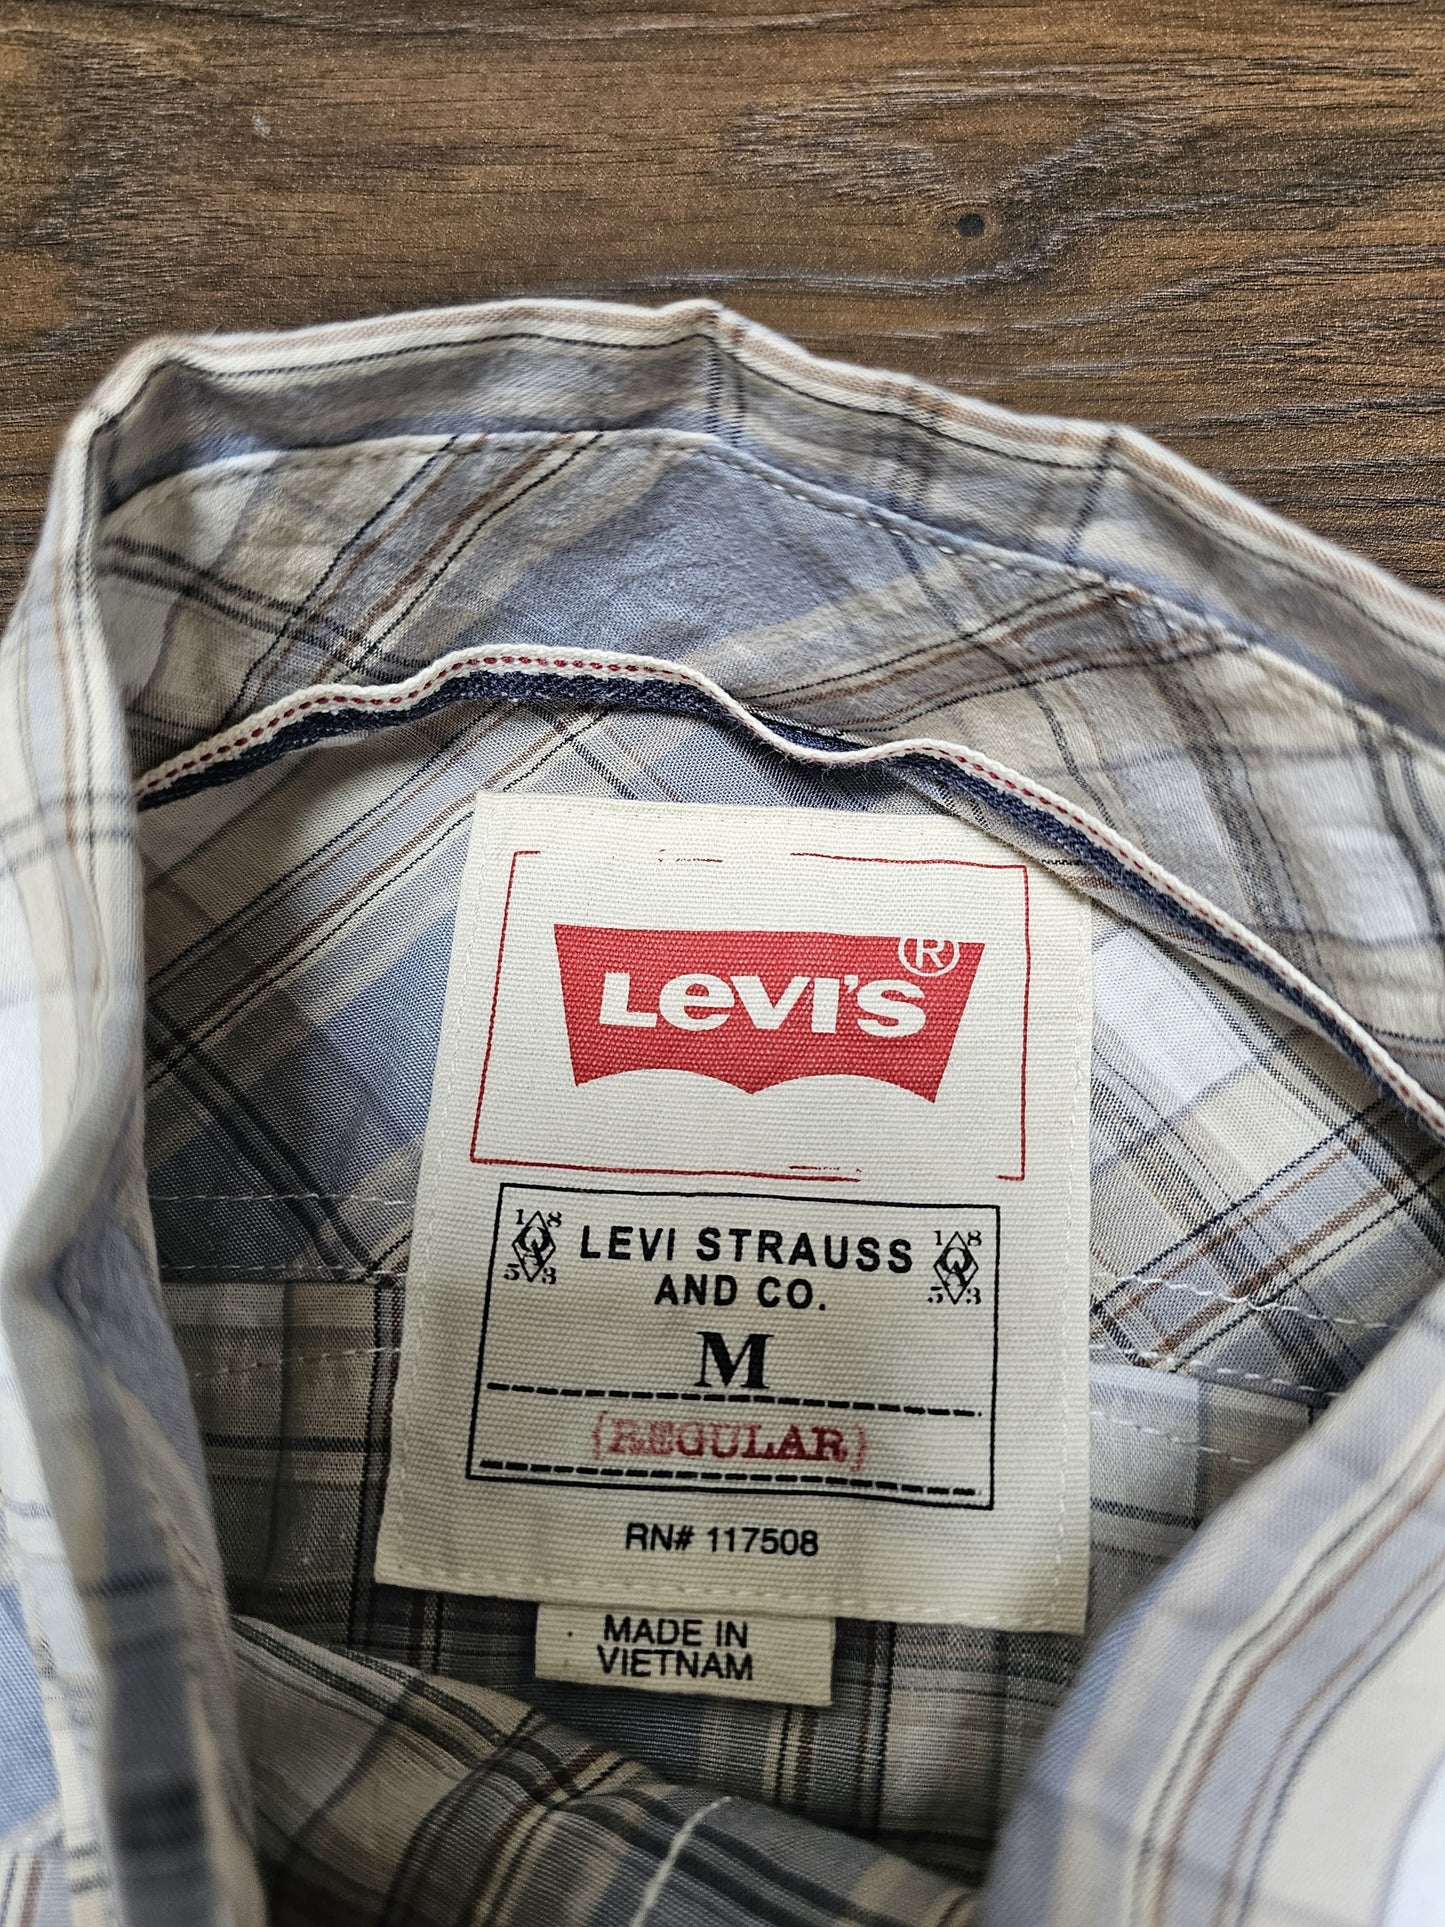 LEVI'S®
18 LEVI STRAUSS 18
53 AND CO. 53
M
{REGULAR}
RN# 117508
MADE IN
VIETNAM